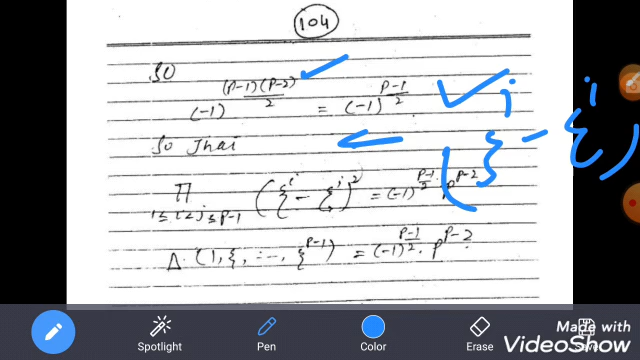 104
So
(-1)^((P-1)(P-2)/2) = (-1)^((P-1)/2)
So that
Π 1≤i<j≤P-1 (ξ^i - ξ^j)^2 = (-1)^((P-1)/2) . P^(P-2)
Δ (1, ξ, ..., ξ^(P-1)) = (-1)^((P-1)/2) . P^(P-2).
(ξ^i - ξ^i)
Spotlight
Pen
Color
Erase
Save
Made with
VideoShow